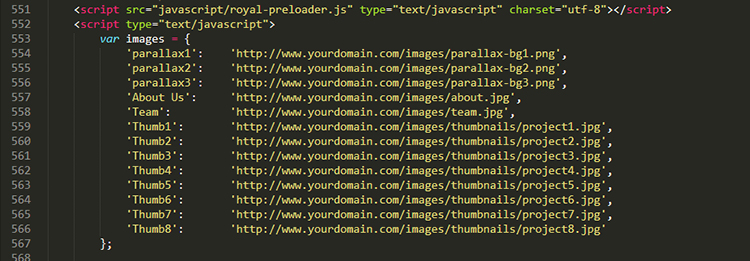 551 <script src="javascript/royal-preloader.js" type="text/javascript" charset="utf-8"></script>
552 <script type="text/javascript">
553 var images = {
554 'parallax1': 'http://www.yourdomain.com/images/parallax-bg1.png',
555 'parallax2': 'http://www.yourdomain.com/images/parallax-bg2.png',
556 'parallax3': 'http://www.yourdomain.com/images/parallax-bg3.png',
557 'About Us': 'http://www.yourdomain.com/images/about.jpg',
558 'Team': 'http://www.yourdomain.com/images/team.jpg',
559 'Thumb1': 'http://www.yourdomain.com/images/thumbnails/project1.jpg',
560 'Thumb2': 'http://www.yourdomain.com/images/thumbnails/project2.jpg',
561 'Thumb3': 'http://www.yourdomain.com/images/thumbnails/project3.jpg',
562 'Thumb4': 'http://www.yourdomain.com/images/thumbnails/project4.jpg',
563 'Thumb5': 'http://www.yourdomain.com/images/thumbnails/project5.jpg',
564 'Thumb6': 'http://www.yourdomain.com/images/thumbnails/project6.jpg',
565 'Thumb7': 'http://www.yourdomain.com/images/thumbnails/project7.jpg',
566 'Thumb8': 'http://www.yourdomain.com/images/thumbnails/project8.jpg'
567 };
568